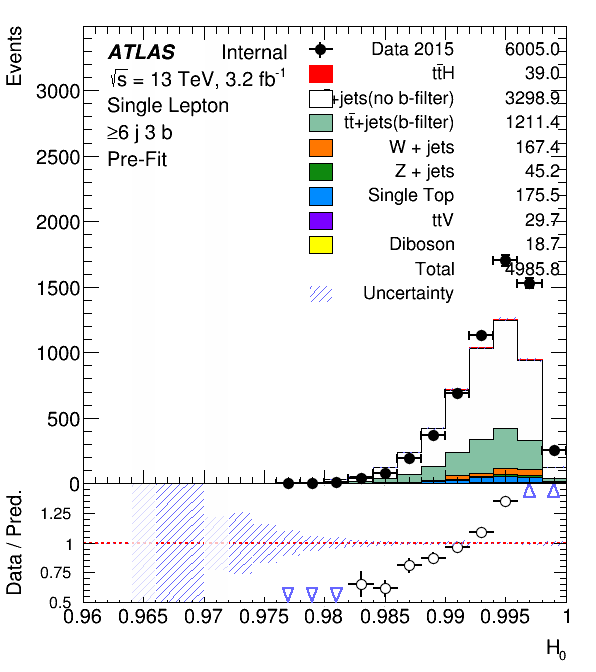 Events
ATLAS Internal
√s = 13 TeV, 3.2 fb⁻¹
Single Lepton
≥6 j 3 b
Pre-Fit
Data 2015 6005.0
tt̄H 39.0
+jets(no b-filter) 3298.9
tt̄+jets(b-filter) 1211.4
W + jets 167.4
Z + jets 45.2
Single Top 175.5
ttV 29.7
Diboson 18.7
Total 4985.8
Uncertainty
3000
2500
2000
1500
1000
500
0
Data / Pred.
1.25
1
0.75
0.5
0.96 0.965 0.97 0.975 0.98 0.985 0.99 0.995 1
H₀